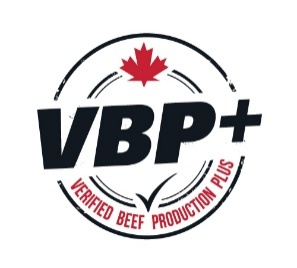 VBP+
VERIFIED BEEF PRODUCTION PLUS